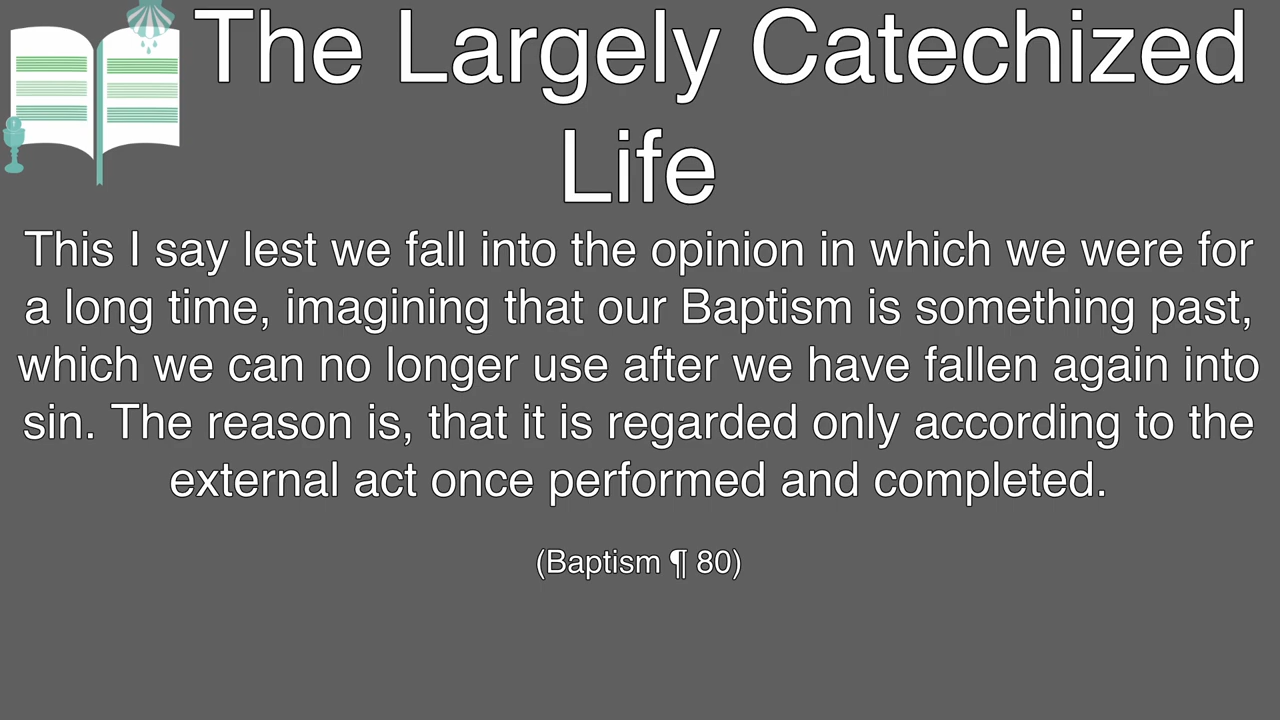 The Largely Catechized
Life
This I say lest we fall into the opinion in which we were for
a long time, imagining that our Baptism is something past,
which we can no longer use after we have fallen again into
sin. The reason is, that it is regarded only according to the
external act once performed and completed.
(Baptism ¶ 80)